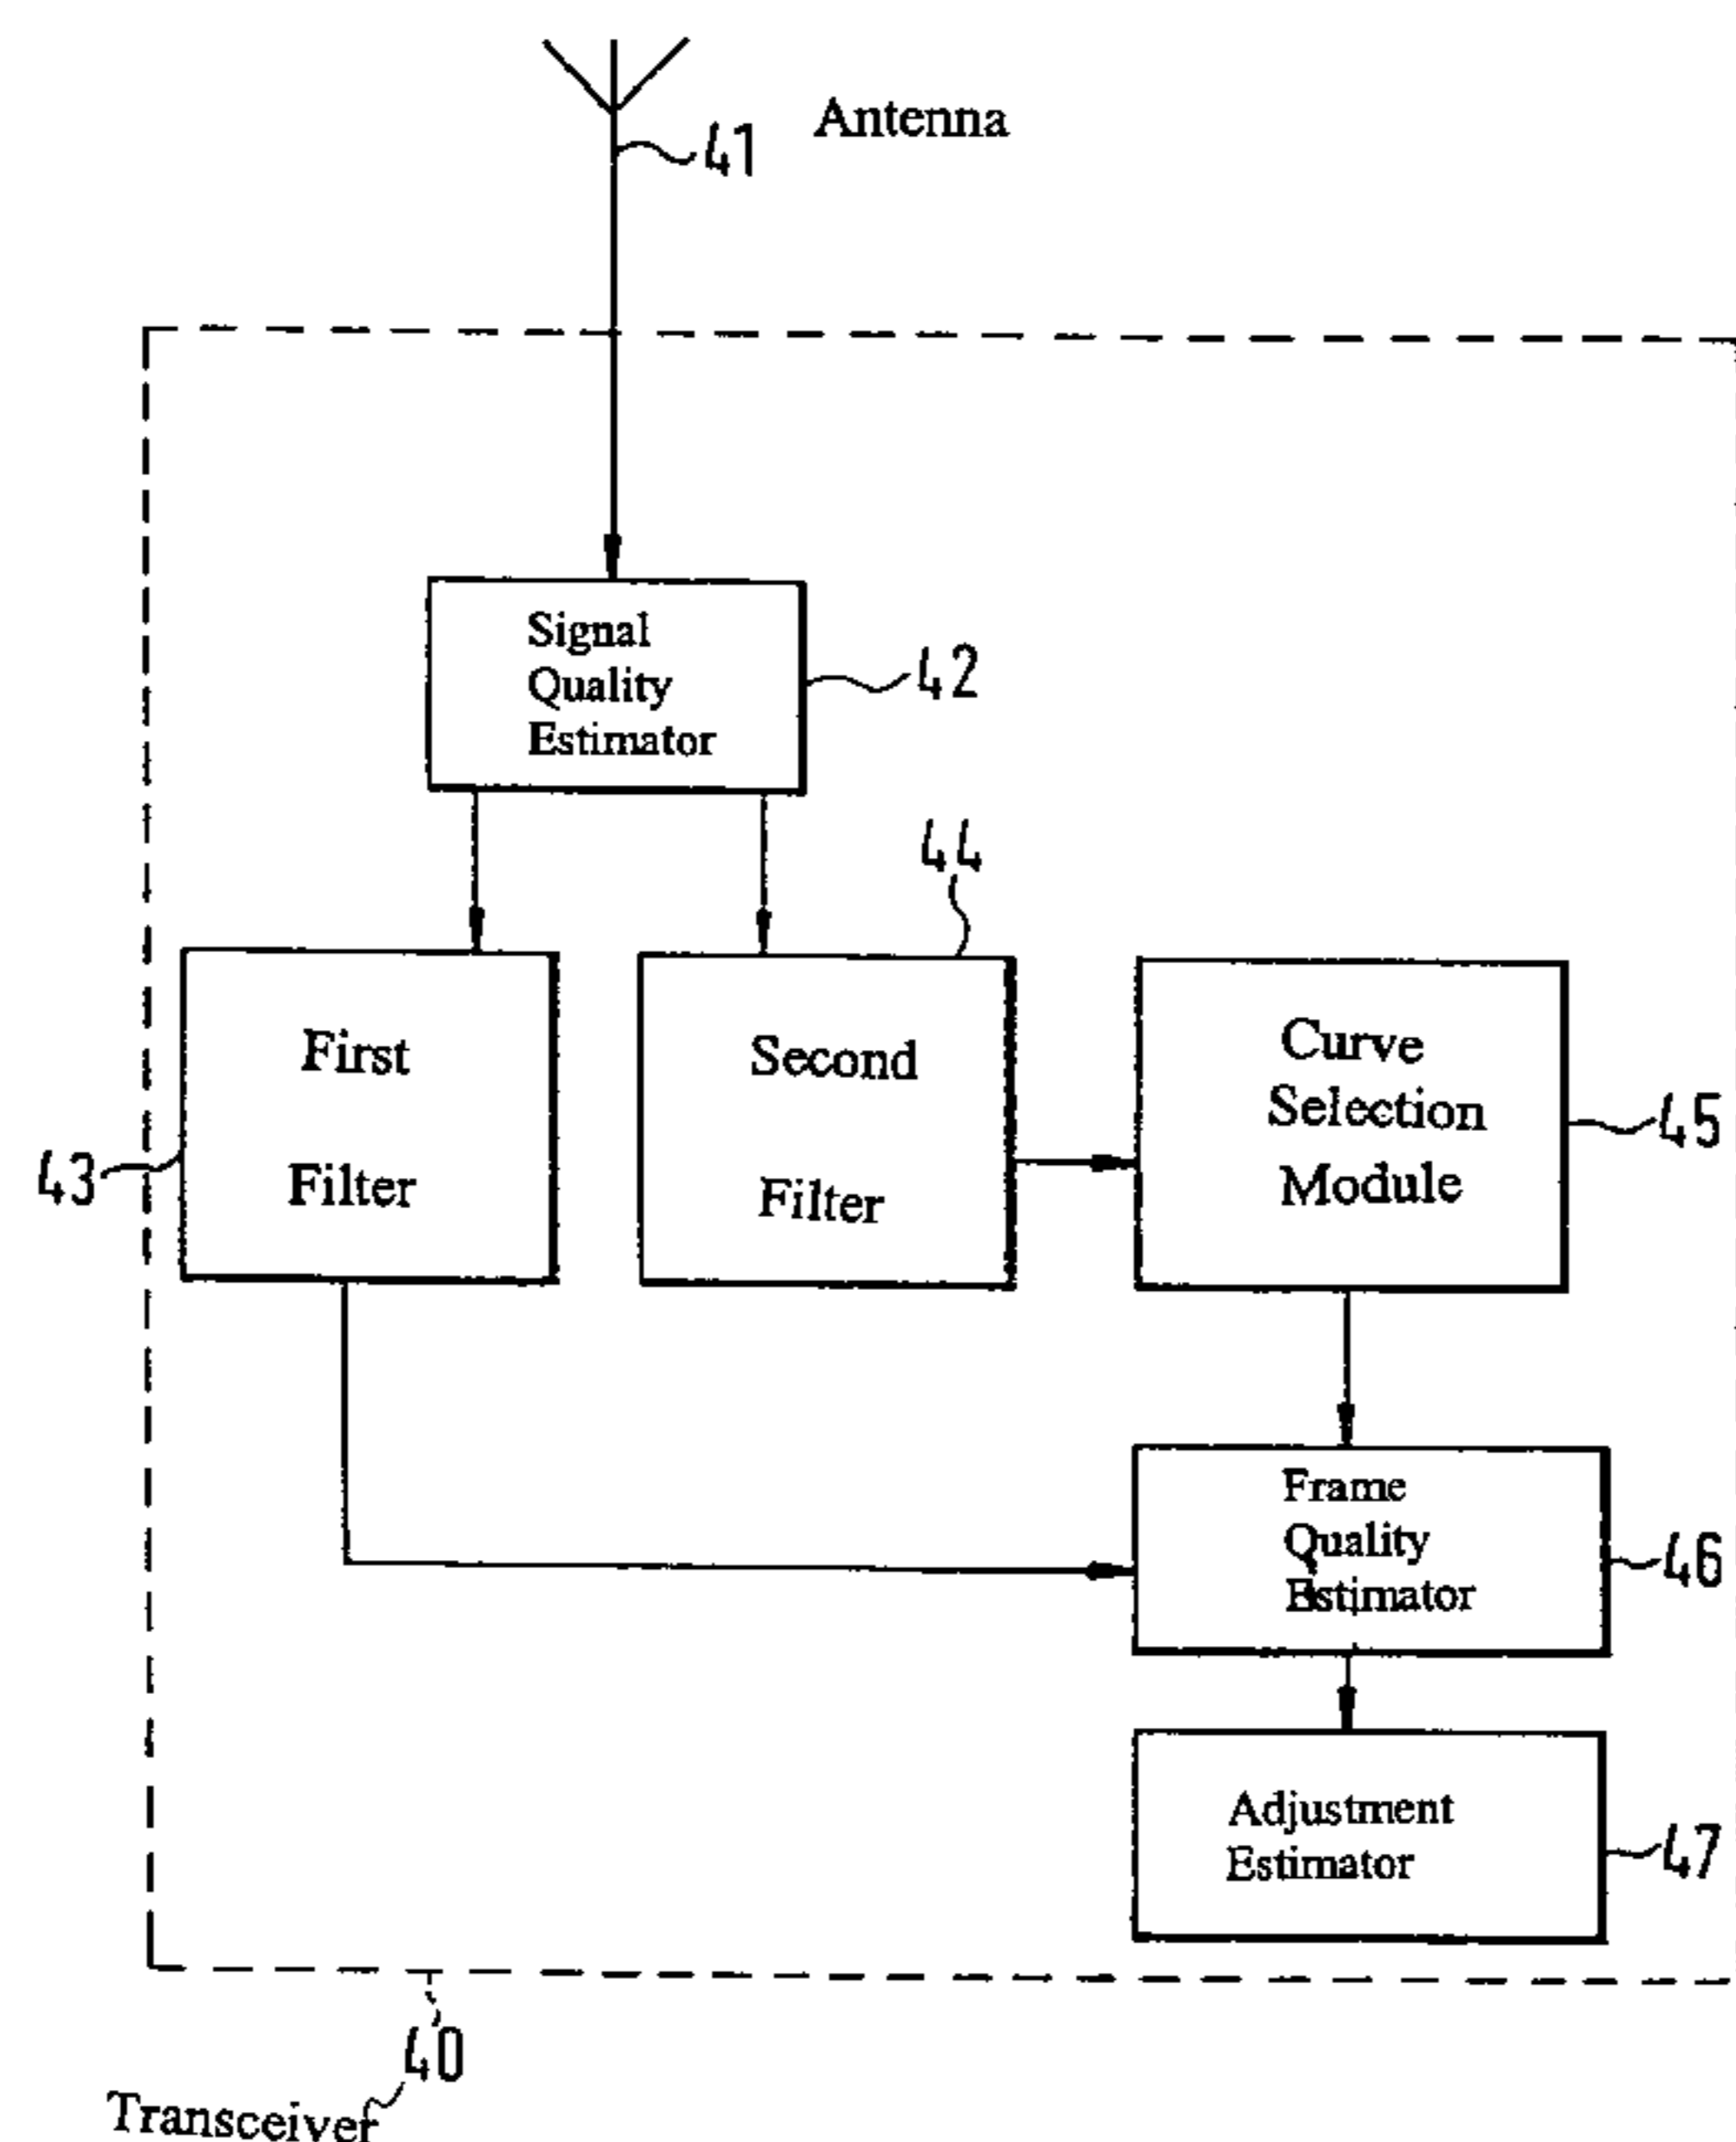 Antenna
41
Signal
Quality
Estimator
42
44
First
Filter
43
Second
Filter
Curve
Selection
Module
45
Frame
Quality
Estimator
46
Adjustment
Estimator
47
40
Transceiver